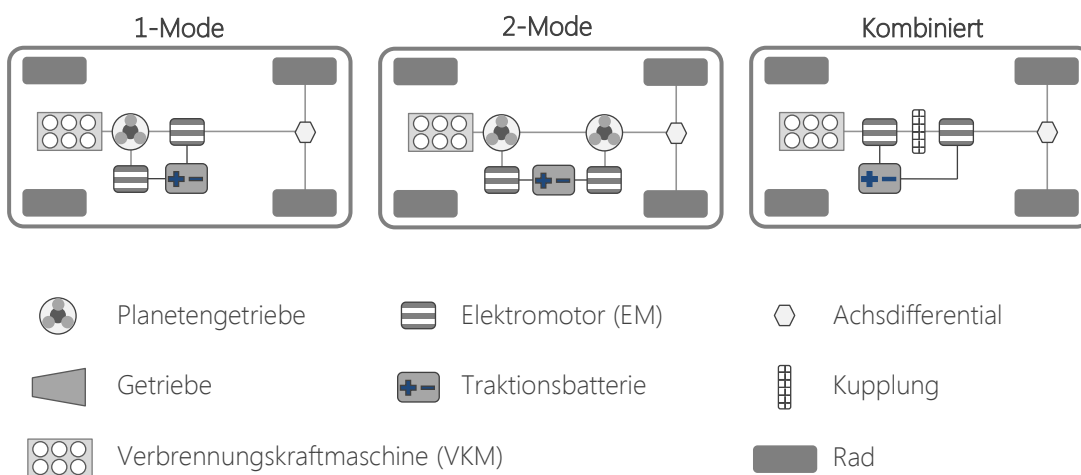 1-Mode
2-Mode
Kombiniert
Planetengetriebe
Elektromotor (EM)
Achsdifferential
Getriebe
Traktionsbatterie
Kupplung
Verbrennungskraftmaschine (VKM)
Rad